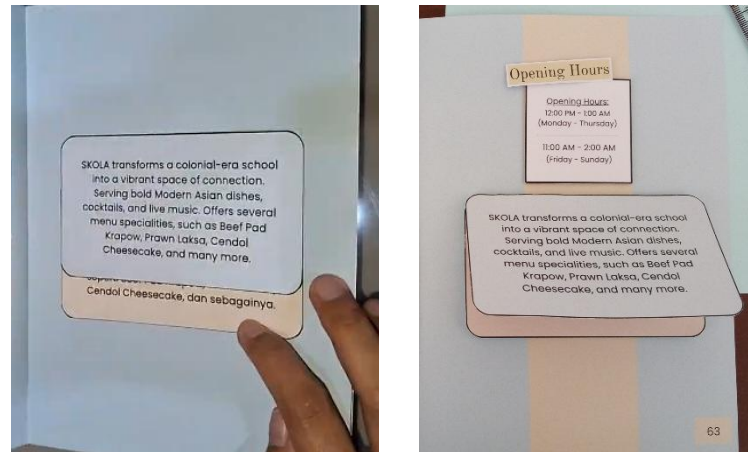 SKOLA transforms a colonial-era school
into a vibrant space of connection.
Serving bold Modern Asian dishes,
cocktails, and live music. Offers several
menu specialities, such as Beef Pad
Krapow, Prawn Laksa, Cendol
Cheesecake, and many more.
Cendol Cheesecake, dan sebagainya.
Opening Hours
Opening Hours:
12:00 PM - 1:00 AM
(Monday - Thursday)
11:00 AM - 2:00 AM
(Friday - Sunday)
SKOLA transforms a colonial-era school
into a vibrant space of connection.
Serving bold Modern Asian dishes,
cocktails, and live music. Offers several
menu specialities, such as Beef Pad
Krapow, Prawn Laksa, Cendol
Cheesecake, and many more.
63